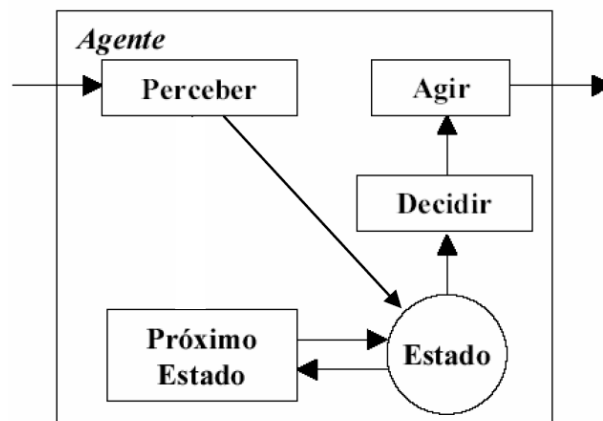 Agente
Perceber
Agir
Decidir
Próximo
Estado
Estado